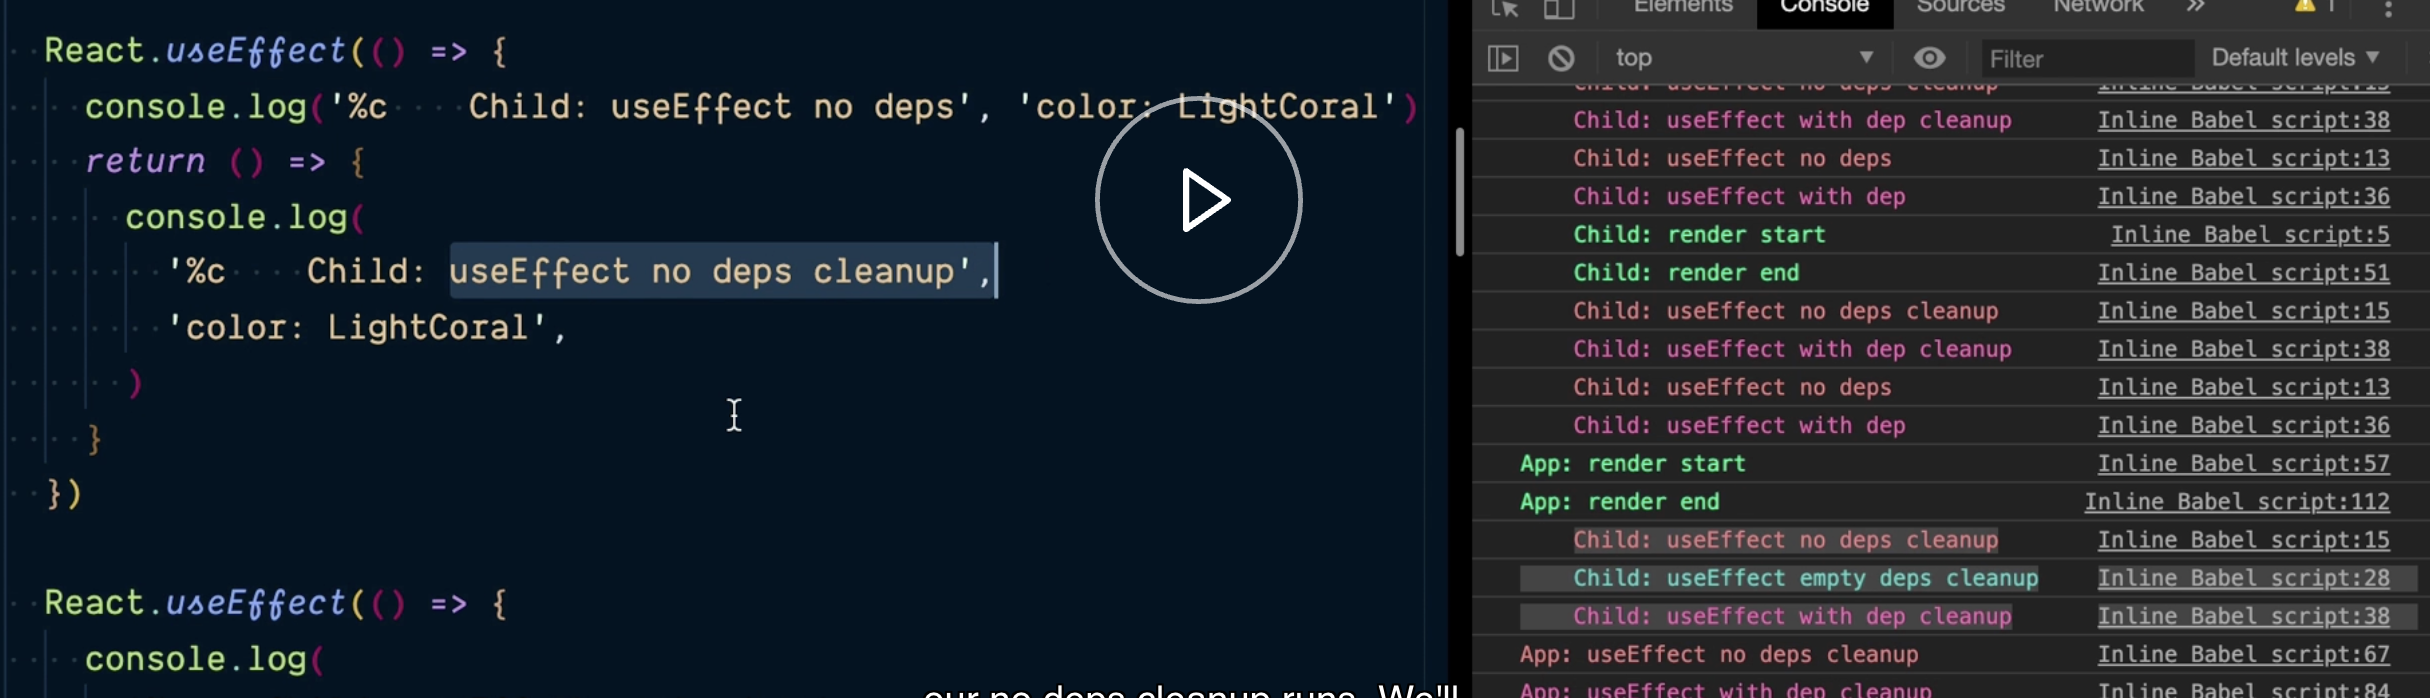 React.useEffect(() => {
console.log('%c    Child: useEffect no deps', 'color: LightCoral')
return () => {
console.log(
'%c    Child: useEffect no deps cleanup',
'color: LightCoral',
)
}
})
React.useEffect(() => {
console.log(
our no deps cleanup runs. We'll
Elements Console Sources Network » 1
top Filter Default levels
Child: useEffect no deps cleanup Inline Babel script:15
Child: useEffect with dep cleanup Inline Babel script:38
Child: useEffect no deps Inline Babel script:13
Child: useEffect with dep Inline Babel script:36
Child: render start Inline Babel script:5
Child: render end Inline Babel script:51
Child: useEffect no deps cleanup Inline Babel script:15
Child: useEffect with dep cleanup Inline Babel script:38
Child: useEffect no deps Inline Babel script:13
Child: useEffect with dep Inline Babel script:36
App: render start Inline Babel script:57
App: render end Inline Babel script:112
Child: useEffect no deps cleanup Inline Babel script:15
Child: useEffect empty deps cleanup Inline Babel script:28
Child: useEffect with dep cleanup Inline Babel script:38
App: useEffect no deps cleanup Inline Babel script:67
App: useEffect with dep cleanup Inline Babel script:84